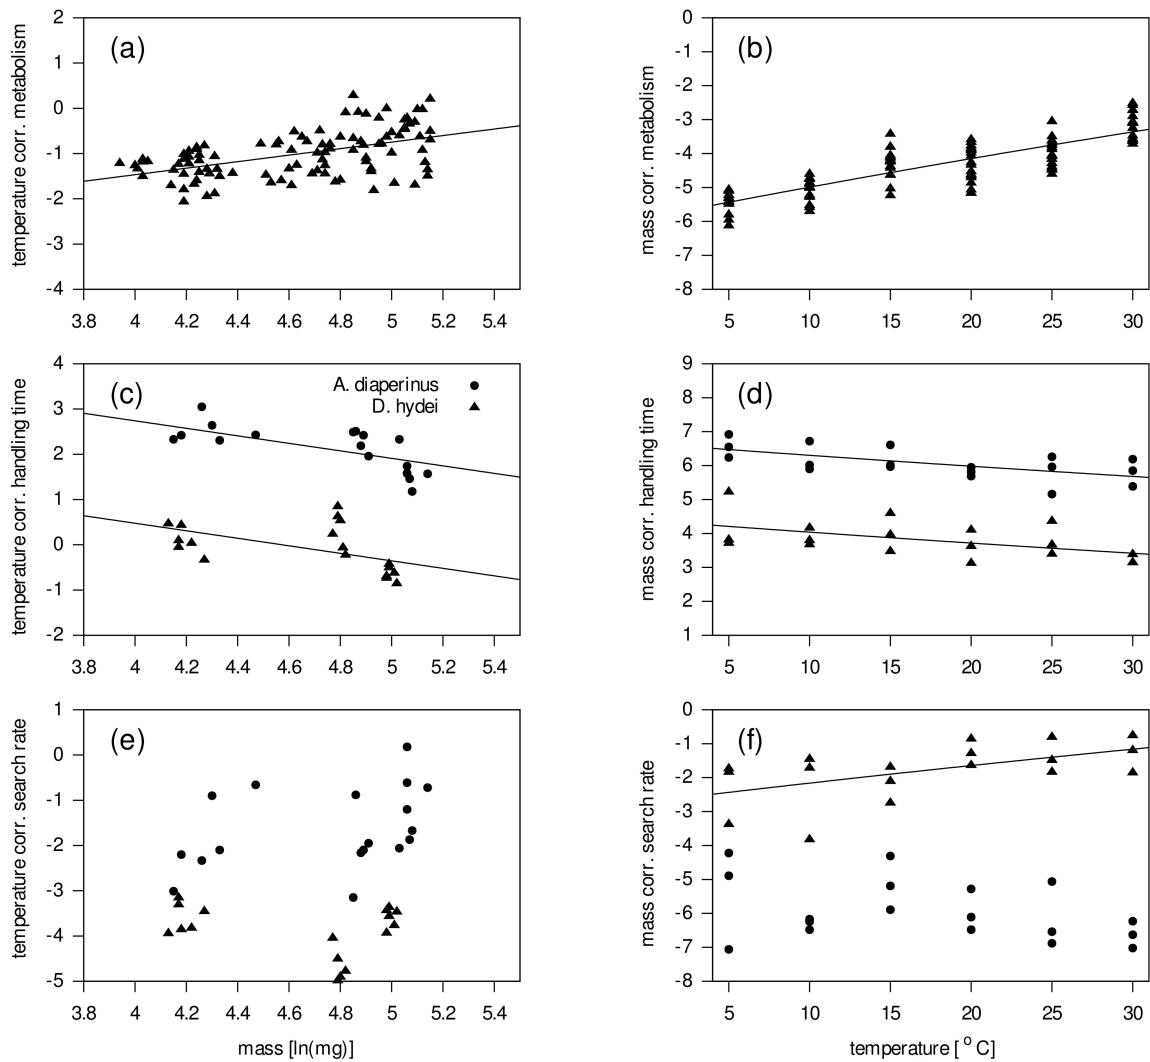 (a)
temperature corr. metabolism
2
1
0
-1
-2
-3
-4
3.8 4 4.2 4.4 4.6 4.8 5 5.2 5.4
(b)
mass corr. metabolism
0
-1
-2
-3
-4
-5
-6
-7
-8
5 10 15 20 25 30
(c)
A. diaperinus
D. hydei
temperature corr. handling time
4
3
2
1
0
-1
-2
3.8 4 4.2 4.4 4.6 4.8 5 5.2 5.4
(d)
mass corr. handling time
9
8
7
6
5
4
3
2
1
5 10 15 20 25 30
(e)
temperature corr. search rate
1
0
-1
-2
-3
-4
-5
3.8 4 4.2 4.4 4.6 4.8 5 5.2 5.4
mass [ln(mg)]
(f)
mass corr. search rate
0
-1
-2
-3
-4
-5
-6
-7
-8
5 10 15 20 25 30
temperature [ ° C]